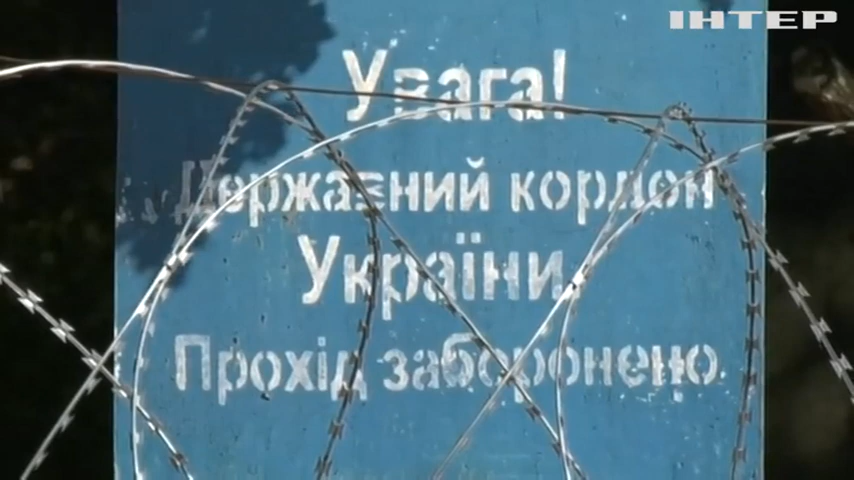 ІНТЕР
Увага!
Державний кордон
України
Прохід заборонено